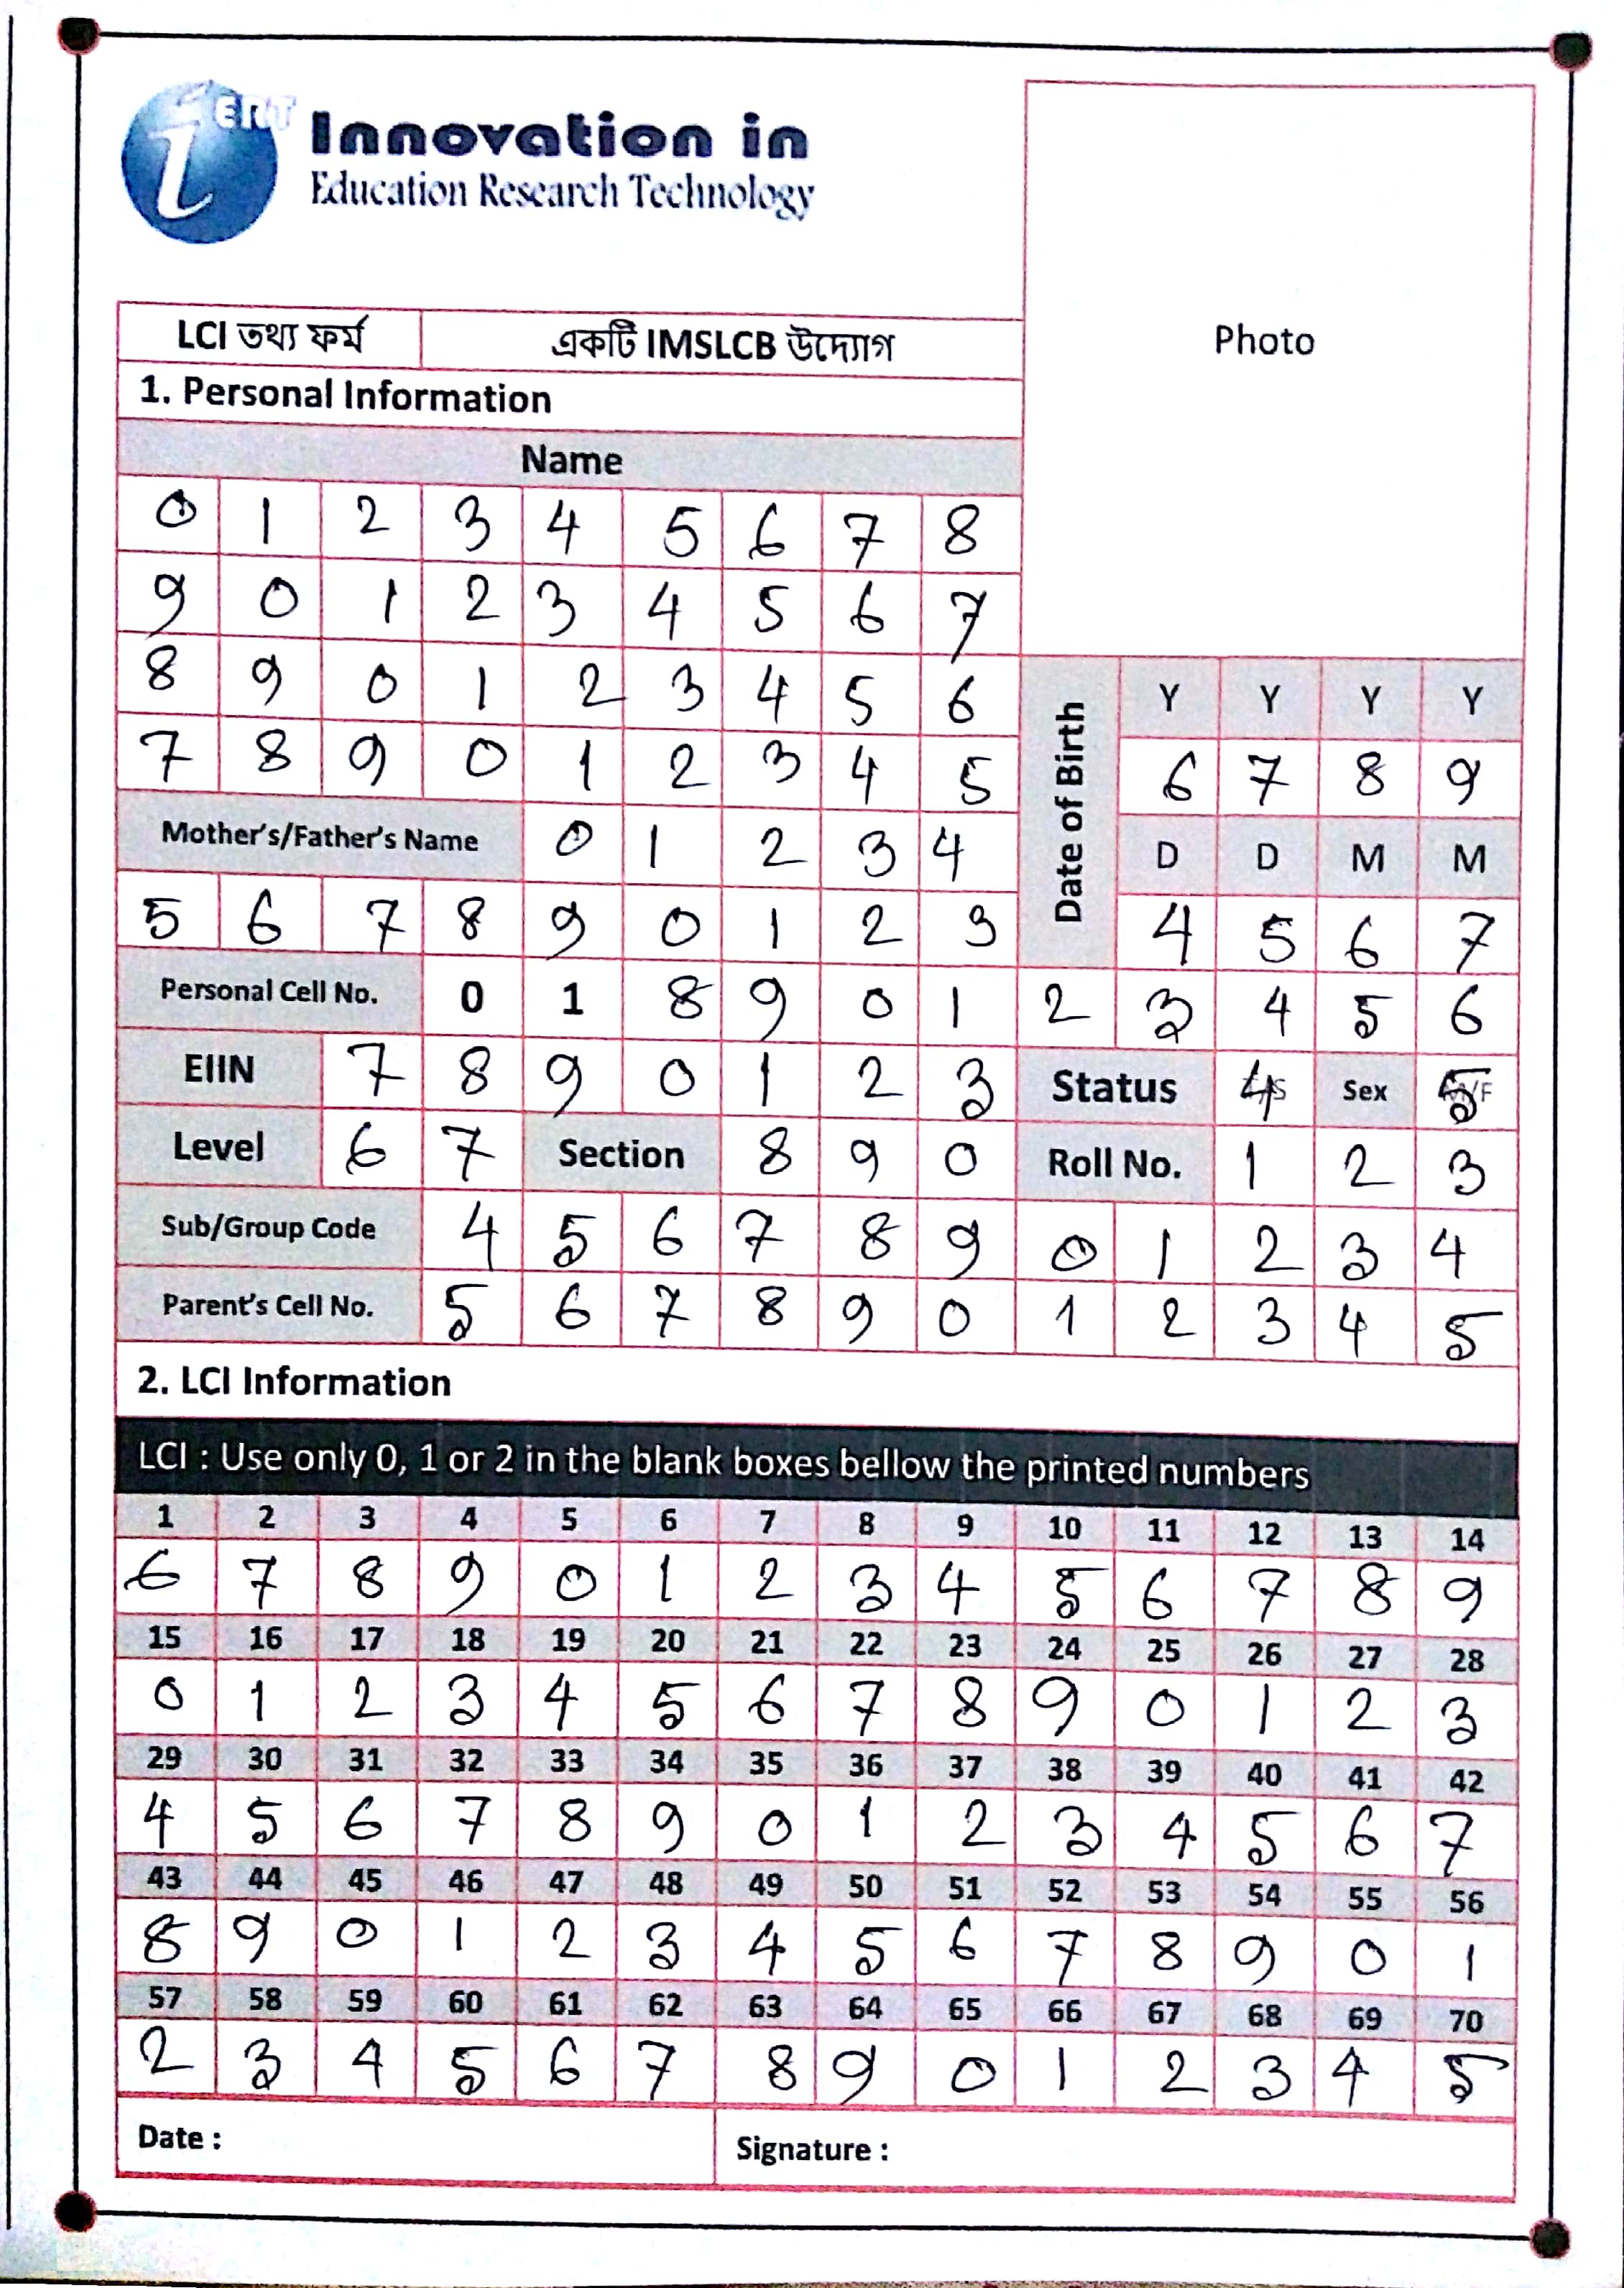 iERT Innovation in
Education Research Technology
Photo
LCI তথ্য ফর্ম একটি IMSLCB উদ্যোগ
1. Personal Information
Name
0 1 2 3 4 5 6 7 8
9 0 1 2 3 4 5 6 7
8 9 0 1 2 3 4 5 6
7 8 9 0 1 2 3 4 5
Date of Birth
Y Y Y Y
6 7 8 9
D D M M
4 5 6 7
Mother's/Father's Name 0 1 2 3 4
5 6 7 8 9 0 1 2 3
Personal Cell No. 0 1 8 9 0 1 2 3 4 5 6
EIIN 7 8 9 0 1 2 3 Status 4 Sex 5
Level 6 7 Section 8 9 0 Roll No. 1 2 3
Sub/Group Code 4 5 6 7 8 9 0 1 2 3 4
Parent's Cell No. 5 6 7 8 9 0 1 2 3 4 5
2. LCI Information
LCI : Use only 0, 1 or 2 in the blank boxes bellow the printed numbers
1 2 3 4 5 6 7 8 9 10 11 12 13 14
6 7 8 9 0 1 2 3 4 5 6 7 8 9
15 16 17 18 19 20 21 22 23 24 25 26 27 28
0 1 2 3 4 5 6 7 8 9 0 1 2 3
29 30 31 32 33 34 35 36 37 38 39 40 41 42
4 5 6 7 8 9 0 1 2 3 4 5 6 7
43 44 45 46 47 48 49 50 51 52 53 54 55 56
8 9 0 1 2 3 4 5 6 7 8 9 0 1
57 58 59 60 61 62 63 64 65 66 67 68 69 70
2 3 4 5 6 7 8 9 0 1 2 3 4 5
Date : Signature :